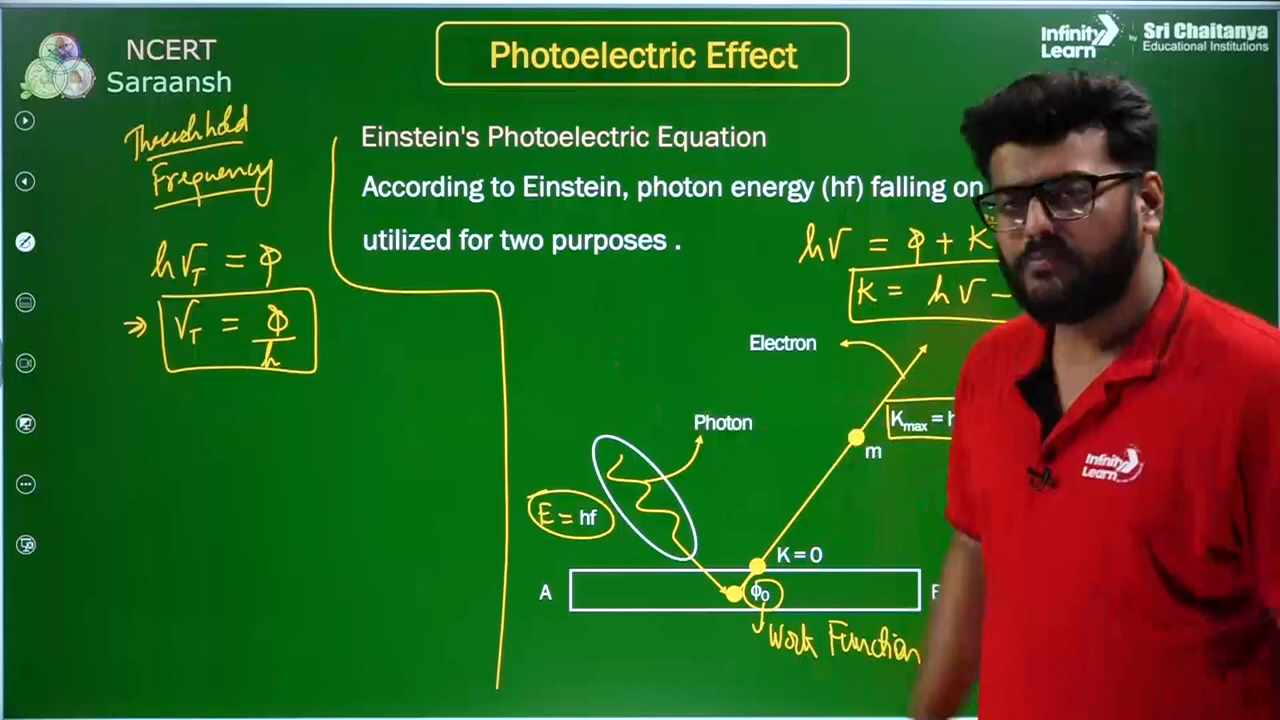 NCERT
Saraansh
Photoelectric Effect
Infinity Learn by Sri Chaitanya Educational Institutions
Threshhold
Frequency
hν_T = φ
⇒ ν_T = φ/h
Einstein's Photoelectric Equation
According to Einstein, photon energy (hf) falling on
utilized for two purposes .
hν = φ + K
K = hν –
Electron
Photon
K_max = h
m
E = hf
K = 0
A
φ₀
Work Function
Infinity Learn